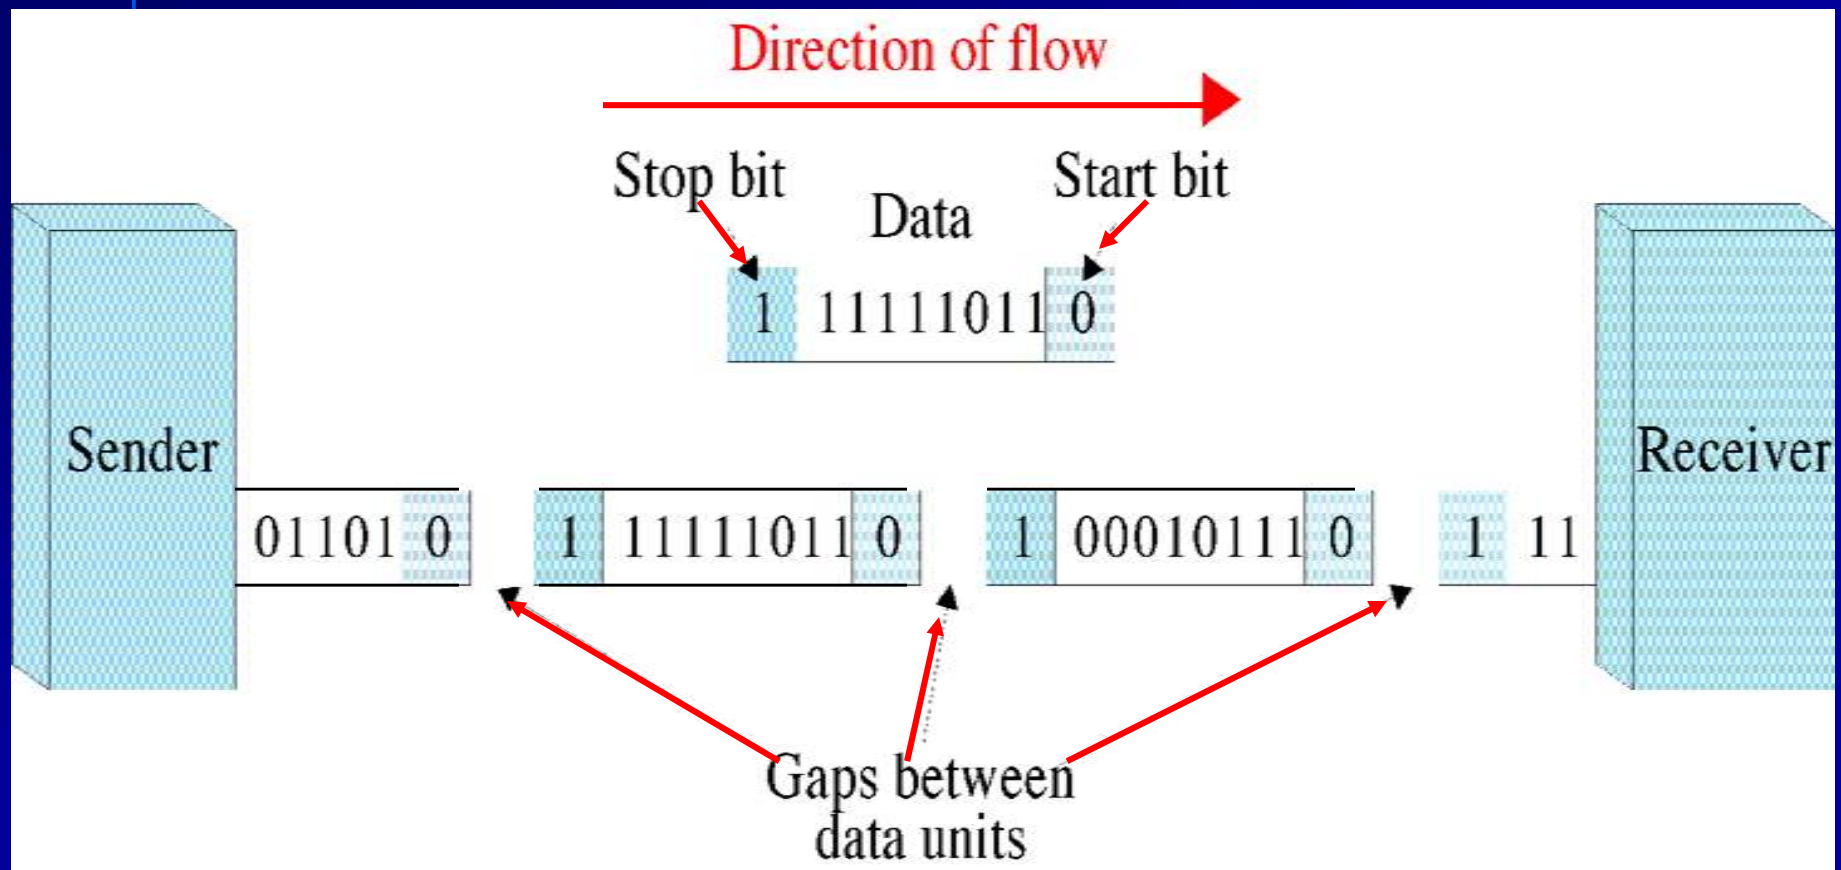 Direction of flow
Stop bit
Start bit
Data
1 11111011 0
Sender
Receiver
01101 0 1 11111011 0 1 00010111 0 1 11
Gaps between
data units